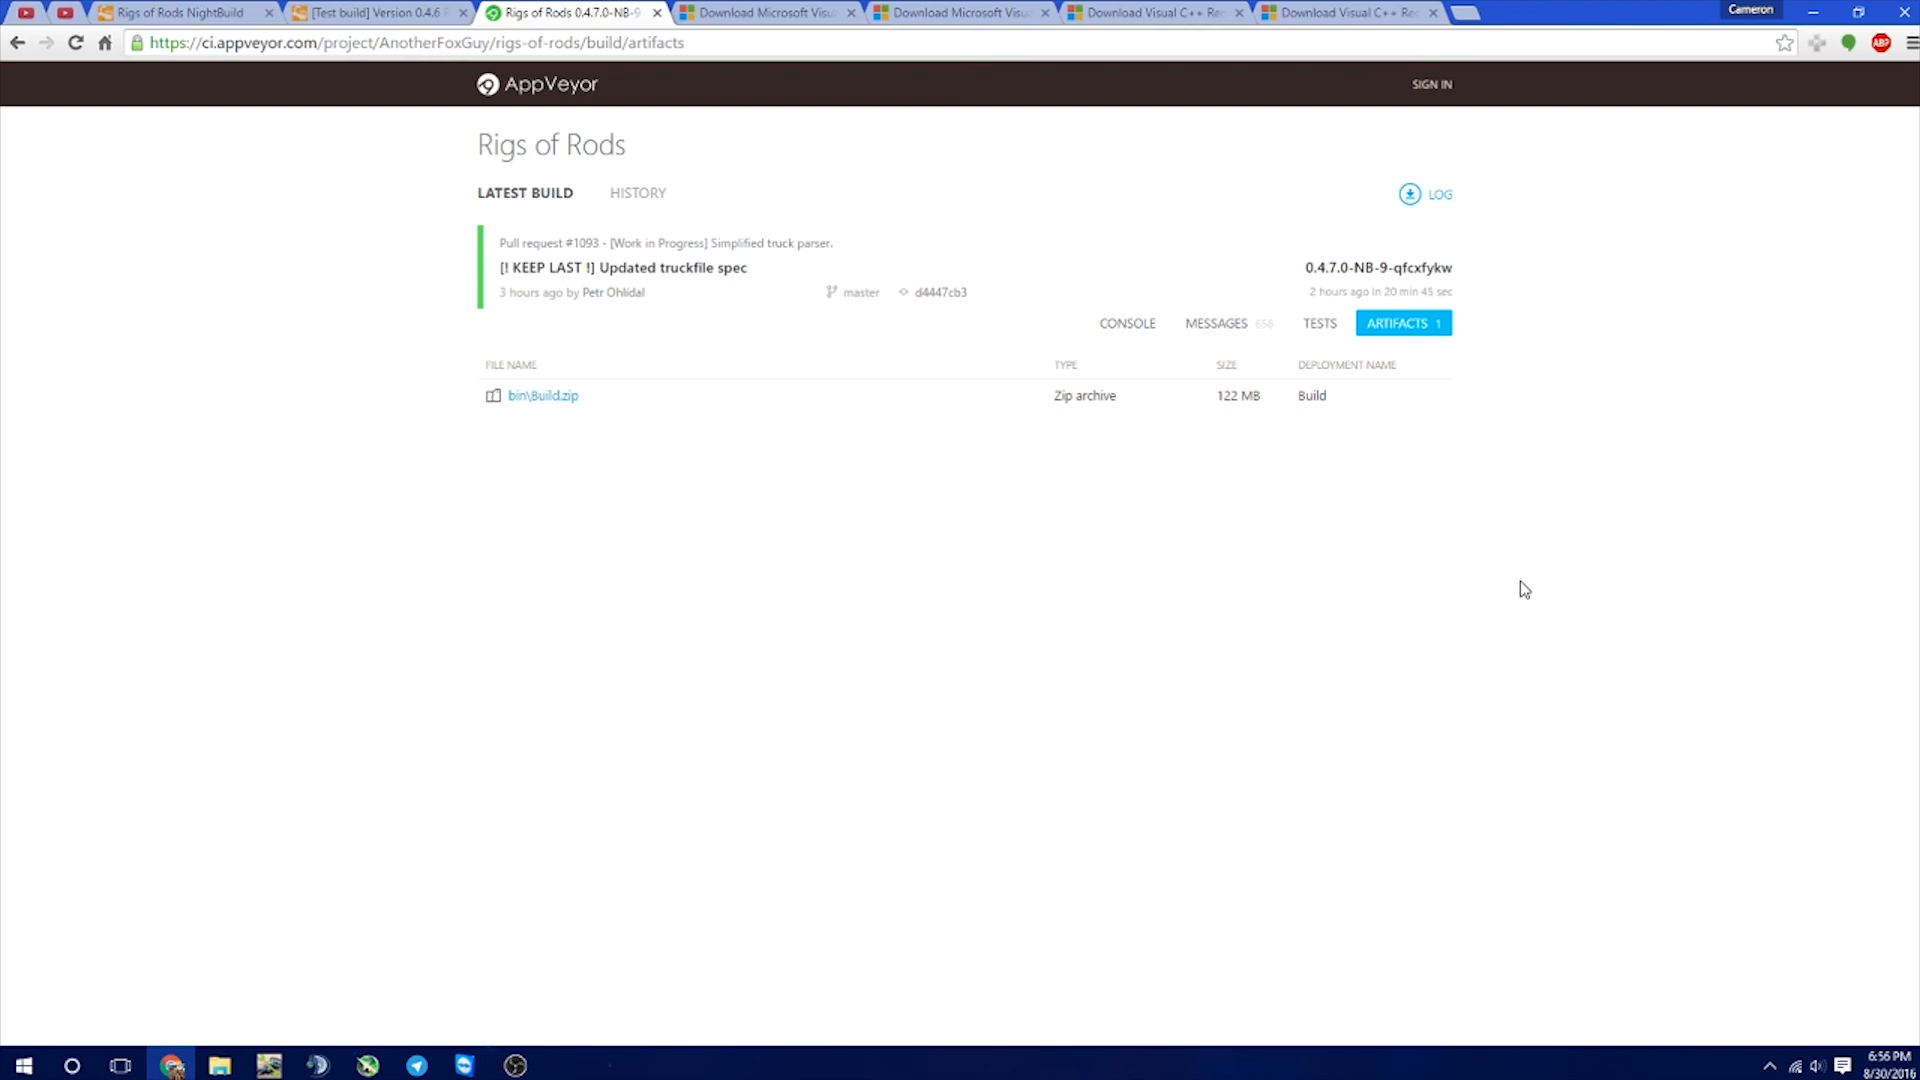 Rigs of Rods NightBuild
[Test build] Version 0.4.6
Rigs of Rods 0.4.7.0-NB-9
Download Microsoft Visu
Download Microsoft Visu
Download Visual C++ Rec
Download Visual C++ Rec
Cameron
https://ci.appveyor.com/project/AnotherFoxGuy/rigs-of-rods/build/artifacts
ABP
AppVeyor
SIGN IN
Rigs of Rods
LATEST BUILD
HISTORY
LOG
Pull request #1093 - [Work in Progress] Simplified truck parser.
[! KEEP LAST !] Updated truckfile spec
0.4.7.0-NB-9-qfcxfykw
3 hours ago by Petr Ohlídal
master
d4447cb3
2 hours ago in 20 min 45 sec
CONSOLE
MESSAGES 658
TESTS
ARTIFACTS 1
FILE NAME
TYPE
SIZE
DEPLOYMENT NAME
bin\Build.zip
Zip archive
122 MB
Build
6:56 PM
8/30/2016